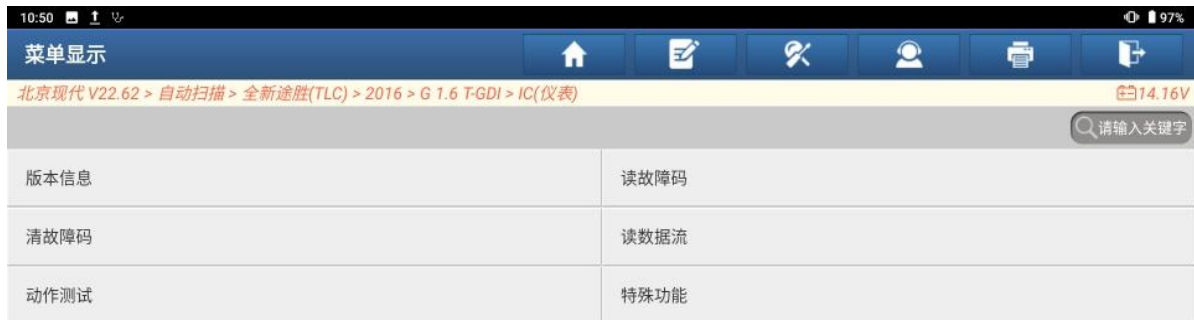 10:50 97%
菜单显示
北京现代 V22.62 > 自动扫描 > 全新途胜(TLC) > 2016 > G 1.6 T-GDI > IC(仪表) 14.16V
请输入关键字
版本信息 读故障码
清故障码 读数据流
动作测试 特殊功能